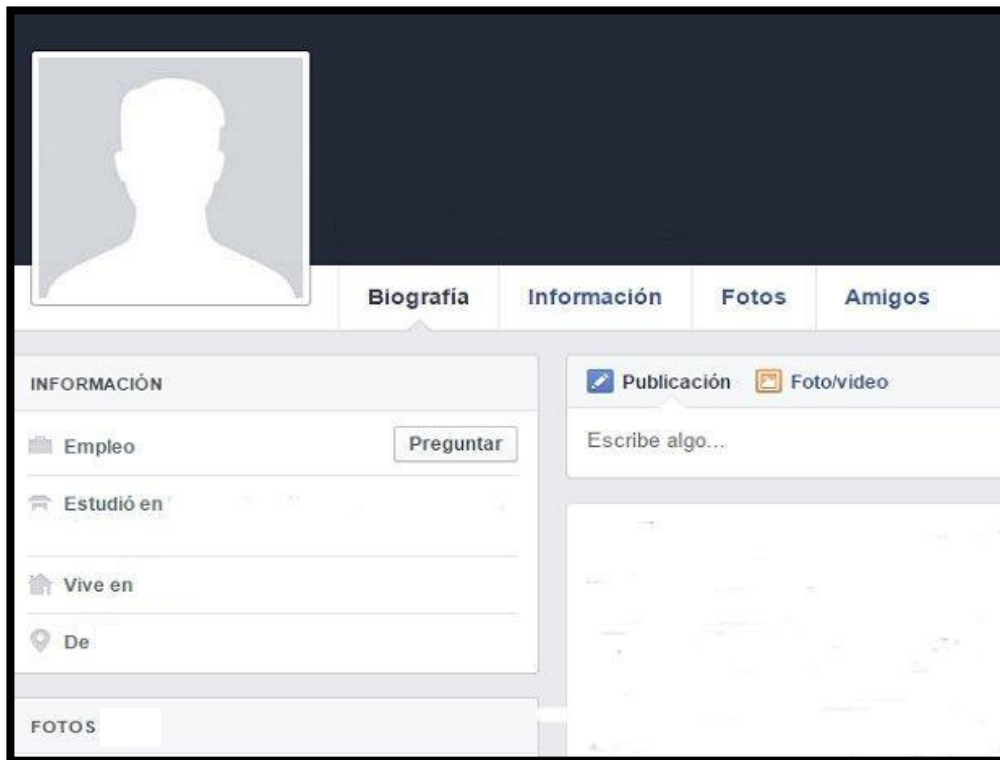 Biografía Información Fotos Amigos
INFORMACIÓN
Empleo Preguntar
Estudió en
Vive en
De
FOTOS
Publicación Foto/video
Escribe algo...